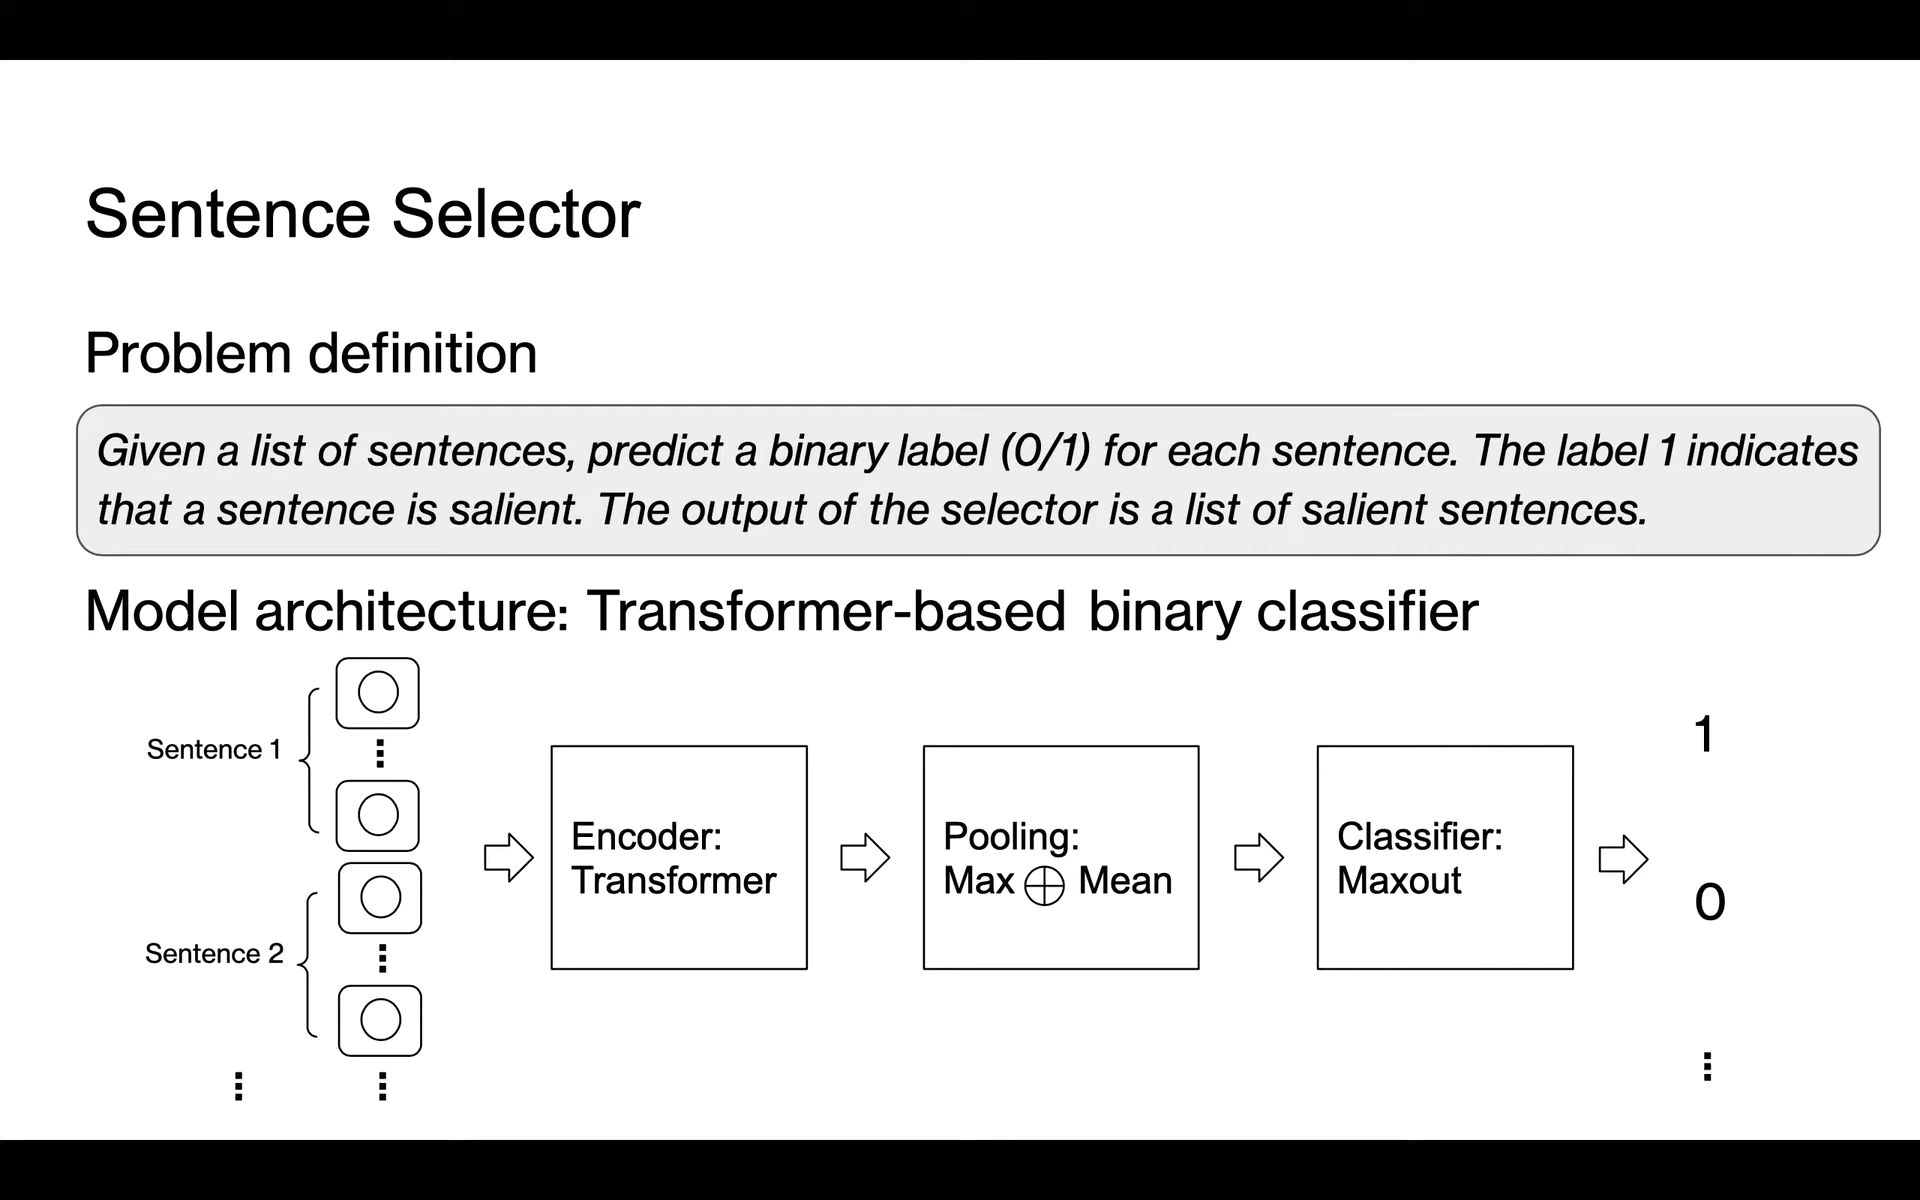 Sentence Selector
Problem definition
Given a list of sentences, predict a binary label (0/1) for each sentence. The label 1 indicates
that a sentence is salient. The output of the selector is a list of salient sentences.
Model architecture: Transformer-based binary classifier
Sentence 1
Sentence 2
Encoder:
Transformer
Pooling:
Max ⊕ Mean
Classifier:
Maxout
1
0